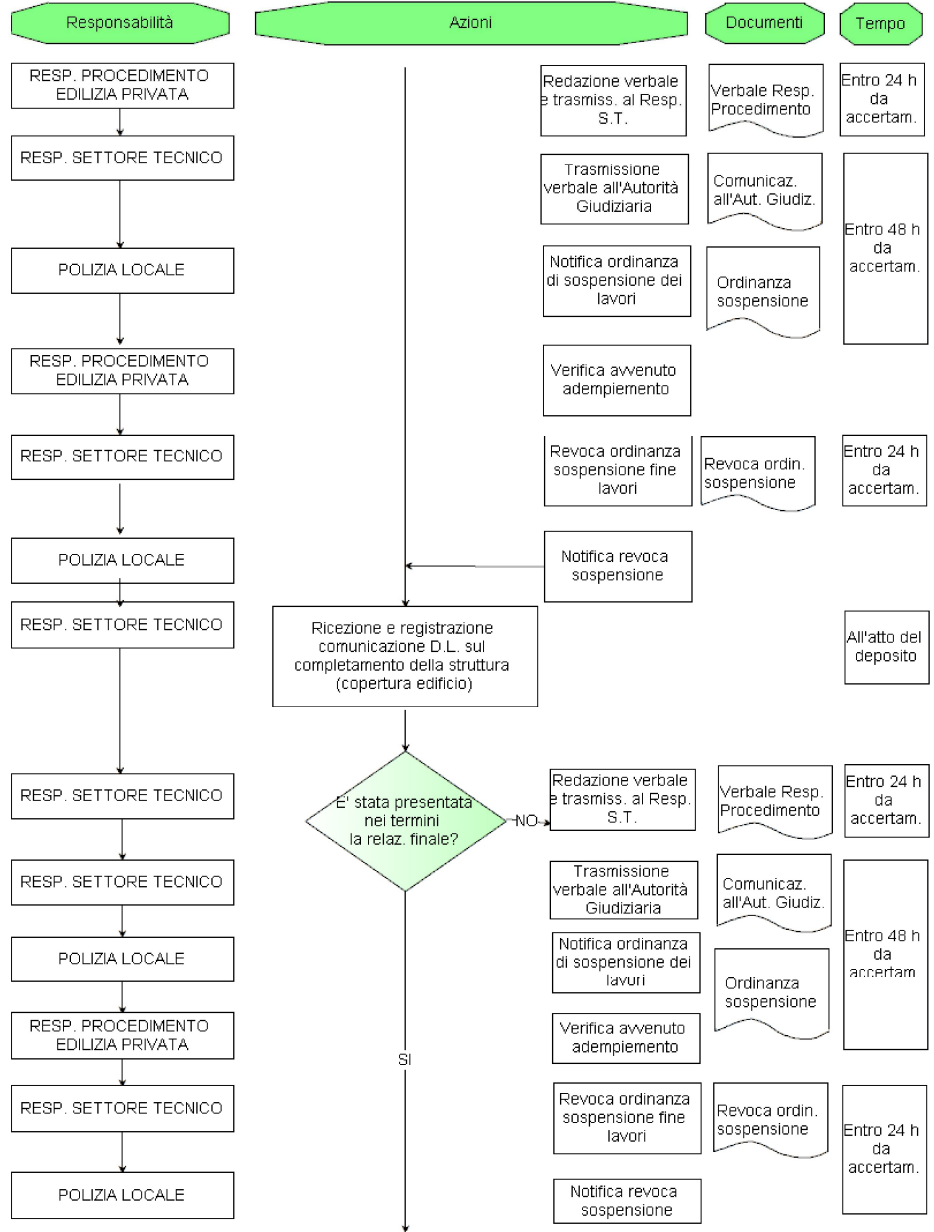 Responsabilità
Azioni
Documenti
Tempo
RESP. PROCEDIMENTO
EDILIZIA PRIVATA
Redazione verbale
e trasmiss. al Resp.
S.T.
Verbale Resp.
Procedimento
Entro 24 h
da
accertam.
RESP. SETTORE TECNICO
Trasmissione
verbale all'Autorità
Giudiziaria
Comunicaz.
all'Aut. Giudiz.
Entro 48 h
da
accertam.
POLIZIA LOCALE
Notifica ordinanza
di sospensione dei
lavori
Ordinanza
sospensione
RESP. PROCEDIMENTO
EDILIZIA PRIVATA
Verifica avvenuto
adempiemento
RESP. SETTORE TECNICO
Revoca ordinanza
sospensione fine
lavori
Revoca ordin.
sospensione
Entro 24 h
da
accertam.
POLIZIA LOCALE
Notifica revoca
sospensione
RESP. SETTORE TECNICO
Ricezione e registrazione
comunicazione D.L. sul
completamento della struttura
(copertura edificio)
All'atto del
deposito
RESP. SETTORE TECNICO
E' stata presentata
nei termini
la relaz. finale?
NO
Redazione verbale
e trasmiss. al Resp.
S.T.
Verbale Resp.
Procedimento
Entro 24 h
da
accertam.
RESP. SETTORE TECNICO
Trasmissione
verbale all'Autorità
Giudiziaria
Comunicaz.
all'Aut. Giudiz.
Entro 48 h
da
accertam
POLIZIA LOCALE
Notifica ordinanza
di sospensione dei
lavori
Ordinanza
sospensione
RESP. PROCEDIMENTO
EDILIZIA PRIVATA
Verifica avvenuto
adempiemento
SI
RESP. SETTORE TECNICO
Revoca ordinanza
sospensione fine
lavori
Revoca ordin.
sospensione
Entro 24 h
da
accertam.
POLIZIA LOCALE
Notifica revoca
sospensione